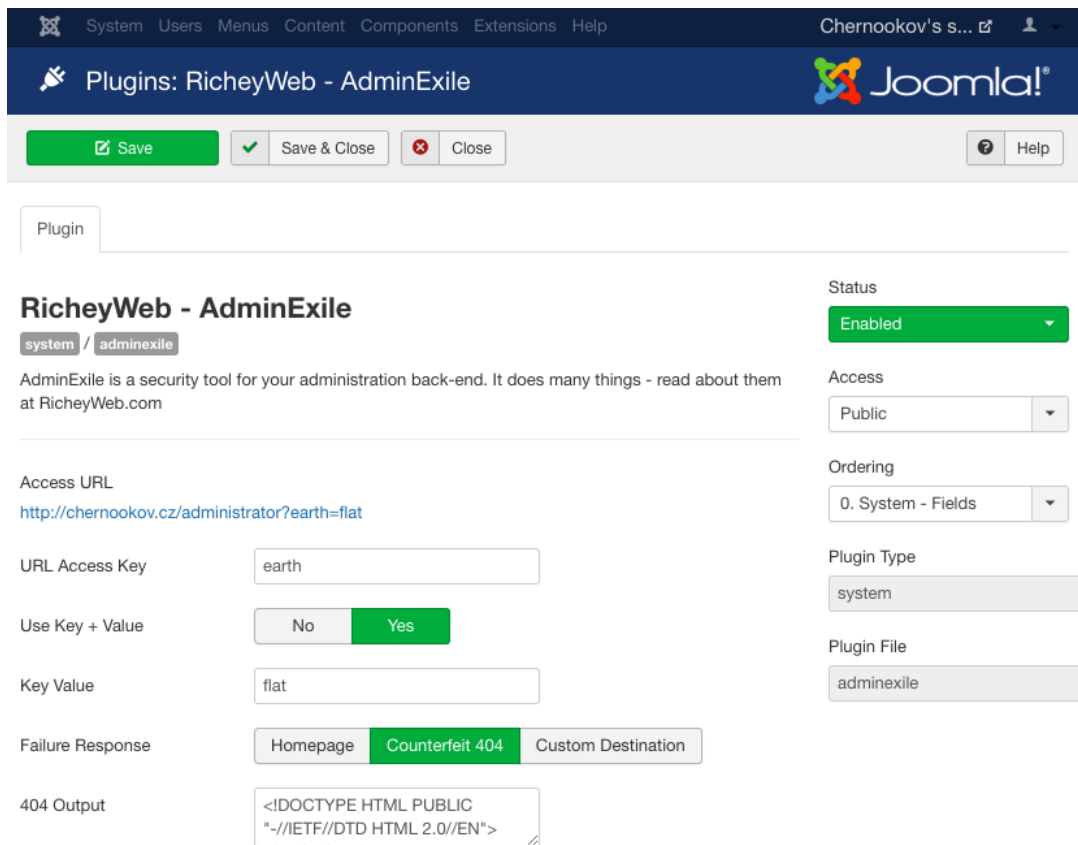 System Users Menus Content Components Extensions Help Chernookov's s...
Plugins: RicheyWeb - AdminExile Joomla!®
Save Save & Close Close Help
Plugin
RicheyWeb - AdminExile
system / adminexile
AdminExile is a security tool for your administration back-end. It does many things - read about them
at RicheyWeb.com
Access URL
http://chernookov.cz/administrator?earth=flat
URL Access Key earth
Use Key + Value No Yes
Key Value flat
Failure Response Homepage Counterfeit 404 Custom Destination
404 Output <!DOCTYPE HTML PUBLIC
"-//IETF//DTD HTML 2.0//EN">
Status
Enabled
Access
Public
Ordering
0. System - Fields
Plugin Type
system
Plugin File
adminexile